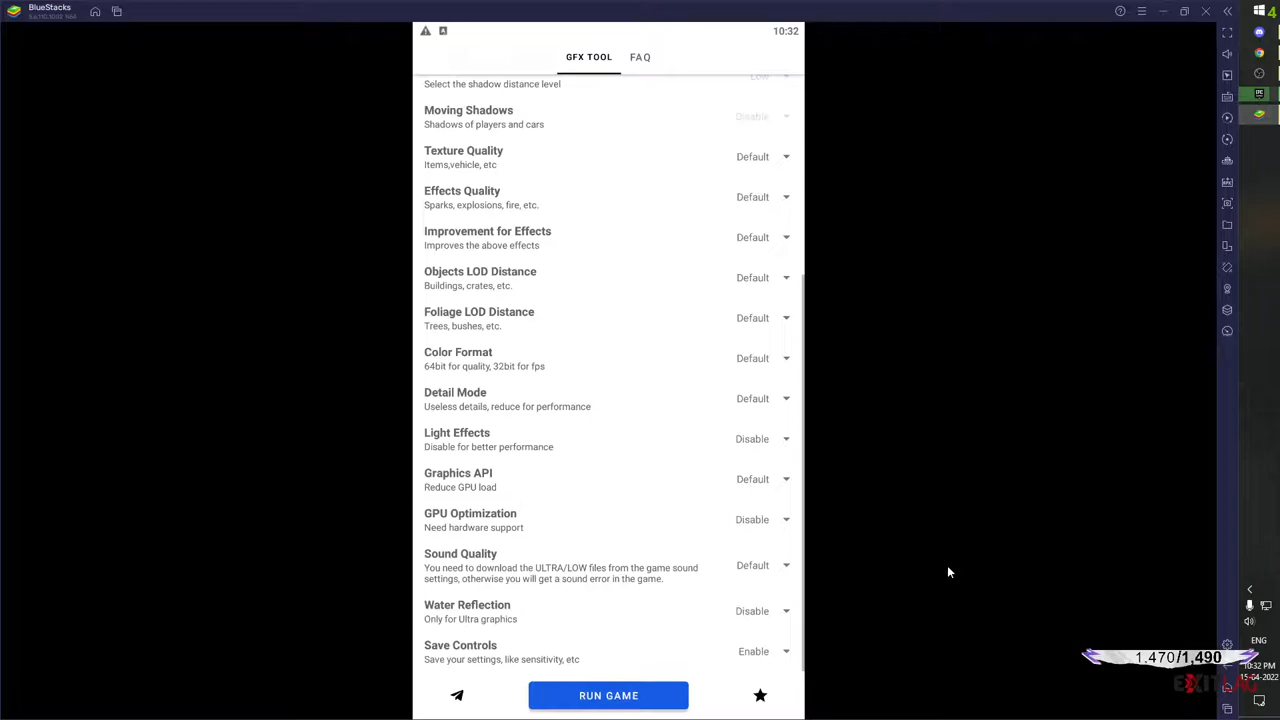 BlueStacks
10:32
GFX TOOL
FAQ
Low
Select the shadow distance level
Moving Shadows
Disable
Shadows of players and cars
Texture Quality
Default
Items,vehicle, etc
Effects Quality
Default
Sparks, explosions, fire, etc.
Improvement for Effects
Default
Improves the above effects
Objects LOD Distance
Default
Buildings, crates, etc.
Foliage LOD Distance
Default
Trees, bushes, etc.
Color Format
Default
64bit for quality, 32bit for fps
Detail Mode
Default
Useless details, reduce for performance
Light Effects
Disable
Disable for better performance
Graphics API
Default
Reduce GPU load
GPU Optimization
Disable
Need hardware support
Sound Quality
Default
You need to download the ULTRA/LOW files from the game sound
settings, otherwise you will get a sound error in the game.
Water Reflection
Disable
Only for Ultra graphics
Save Controls
Enable
Save your settings, like sensitivity, etc
RUN GAME
ENG
1.470/1,490
10:32 PM
-04-2022